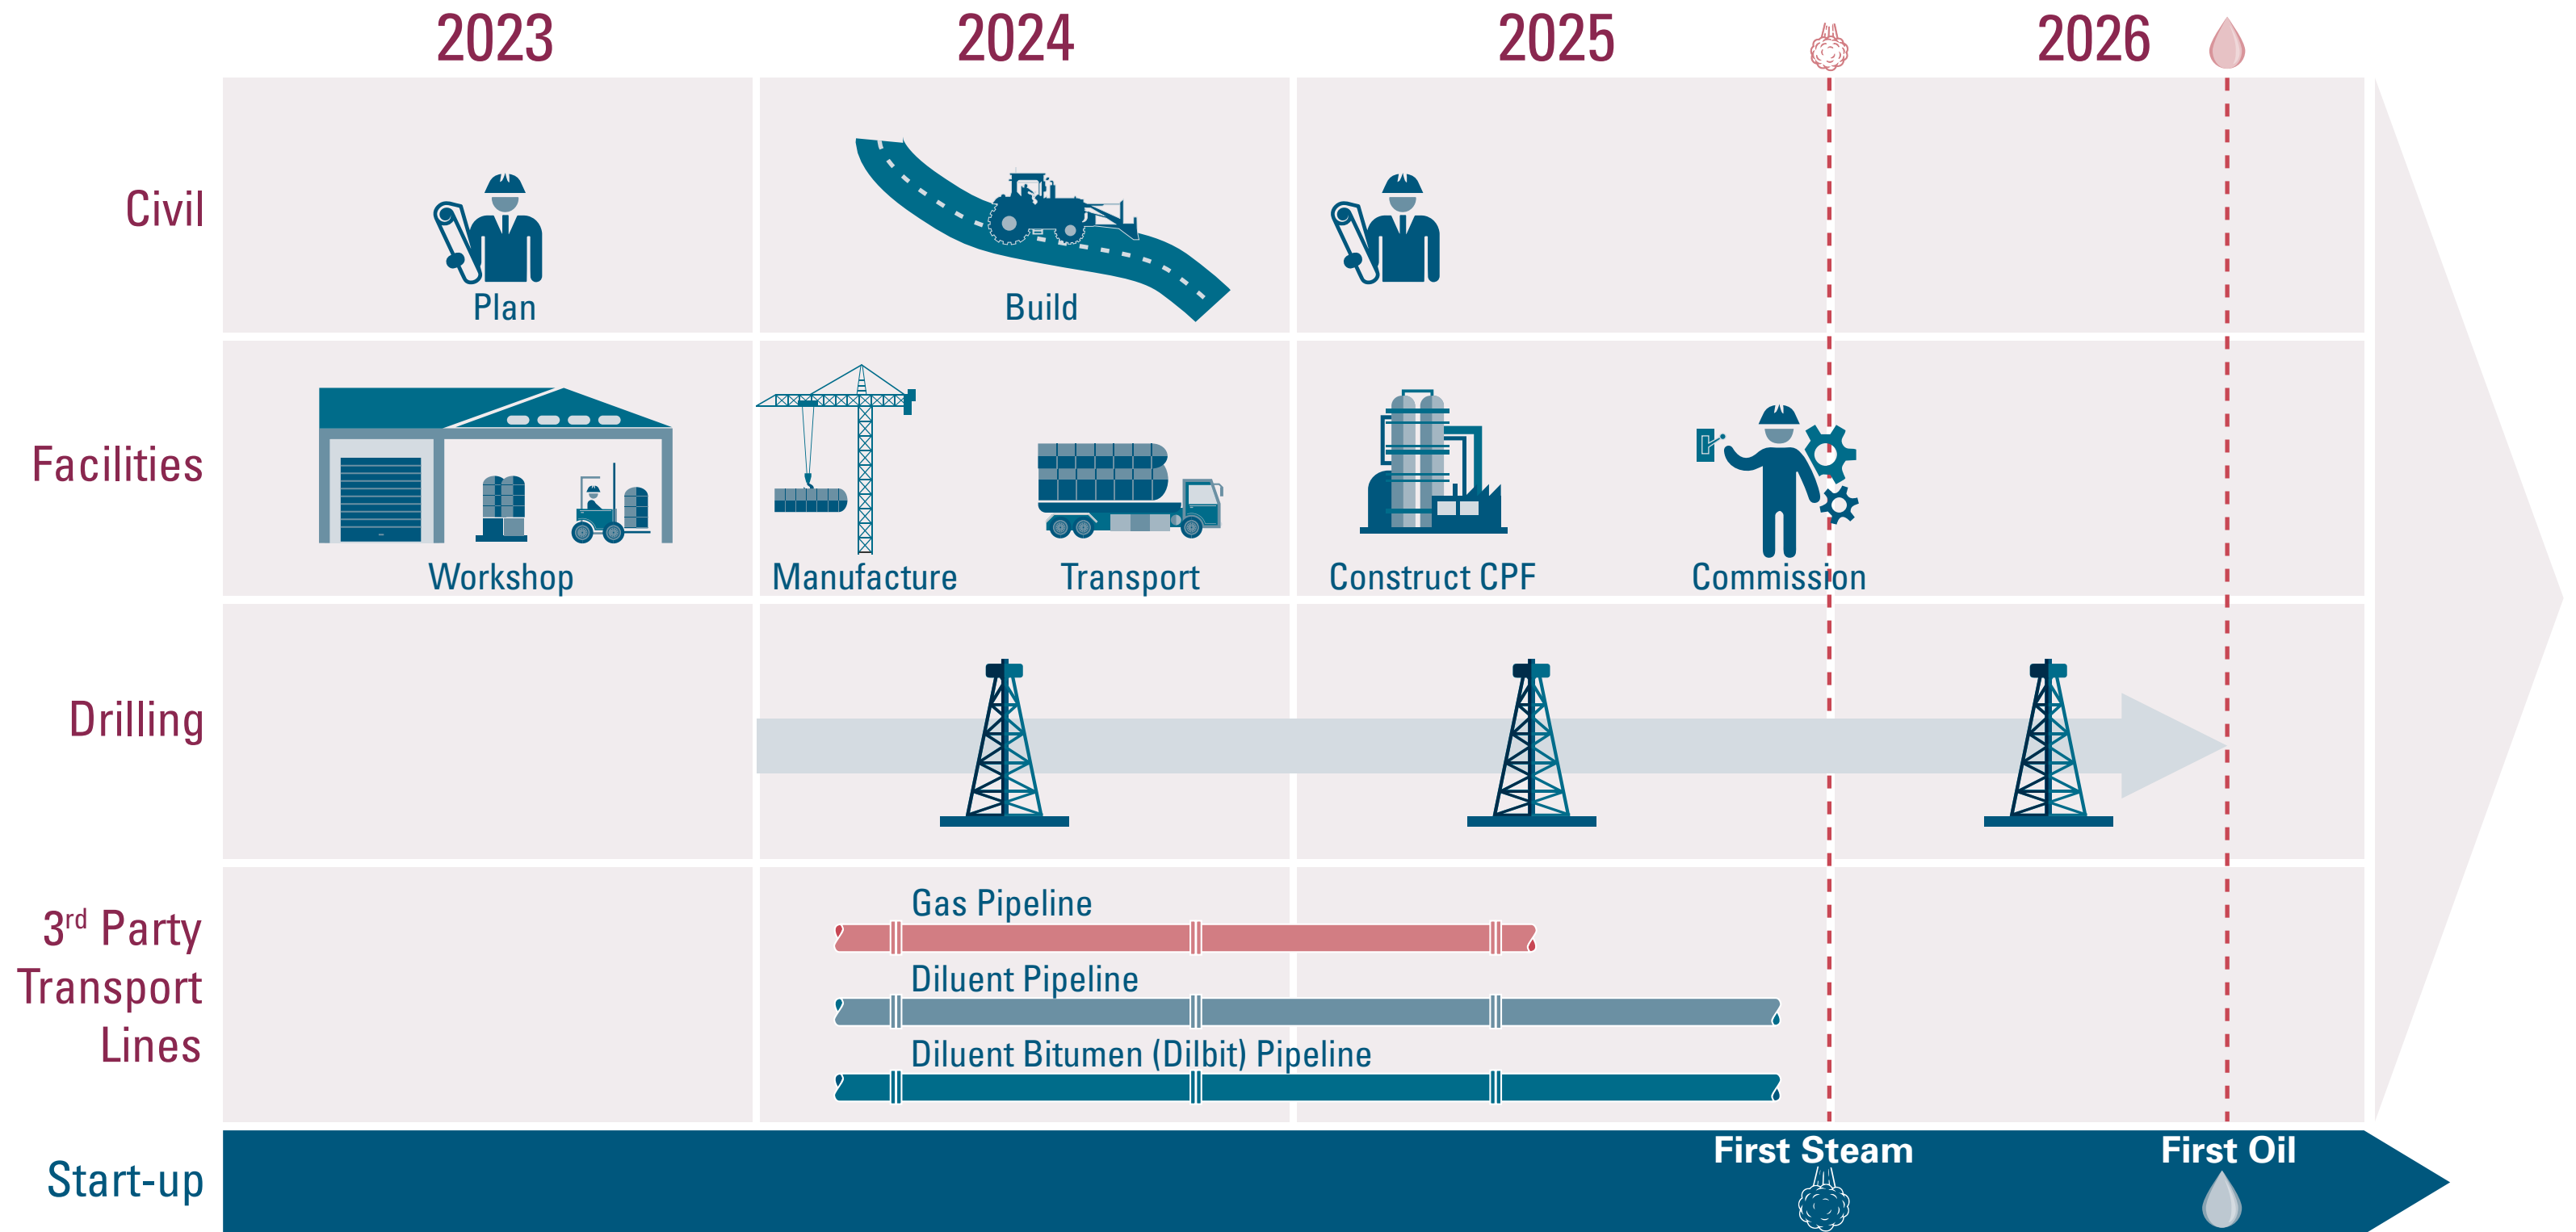 2023 2024 2025 2026
Civil
Plan Build
Facilities
Workshop Manufacture Transport Construct CPF Commission
Drilling
3rd Party
Transport
Lines
Gas Pipeline
Diluent Pipeline
Diluent Bitumen (Dilbit) Pipeline
Start-up
First Steam First Oil